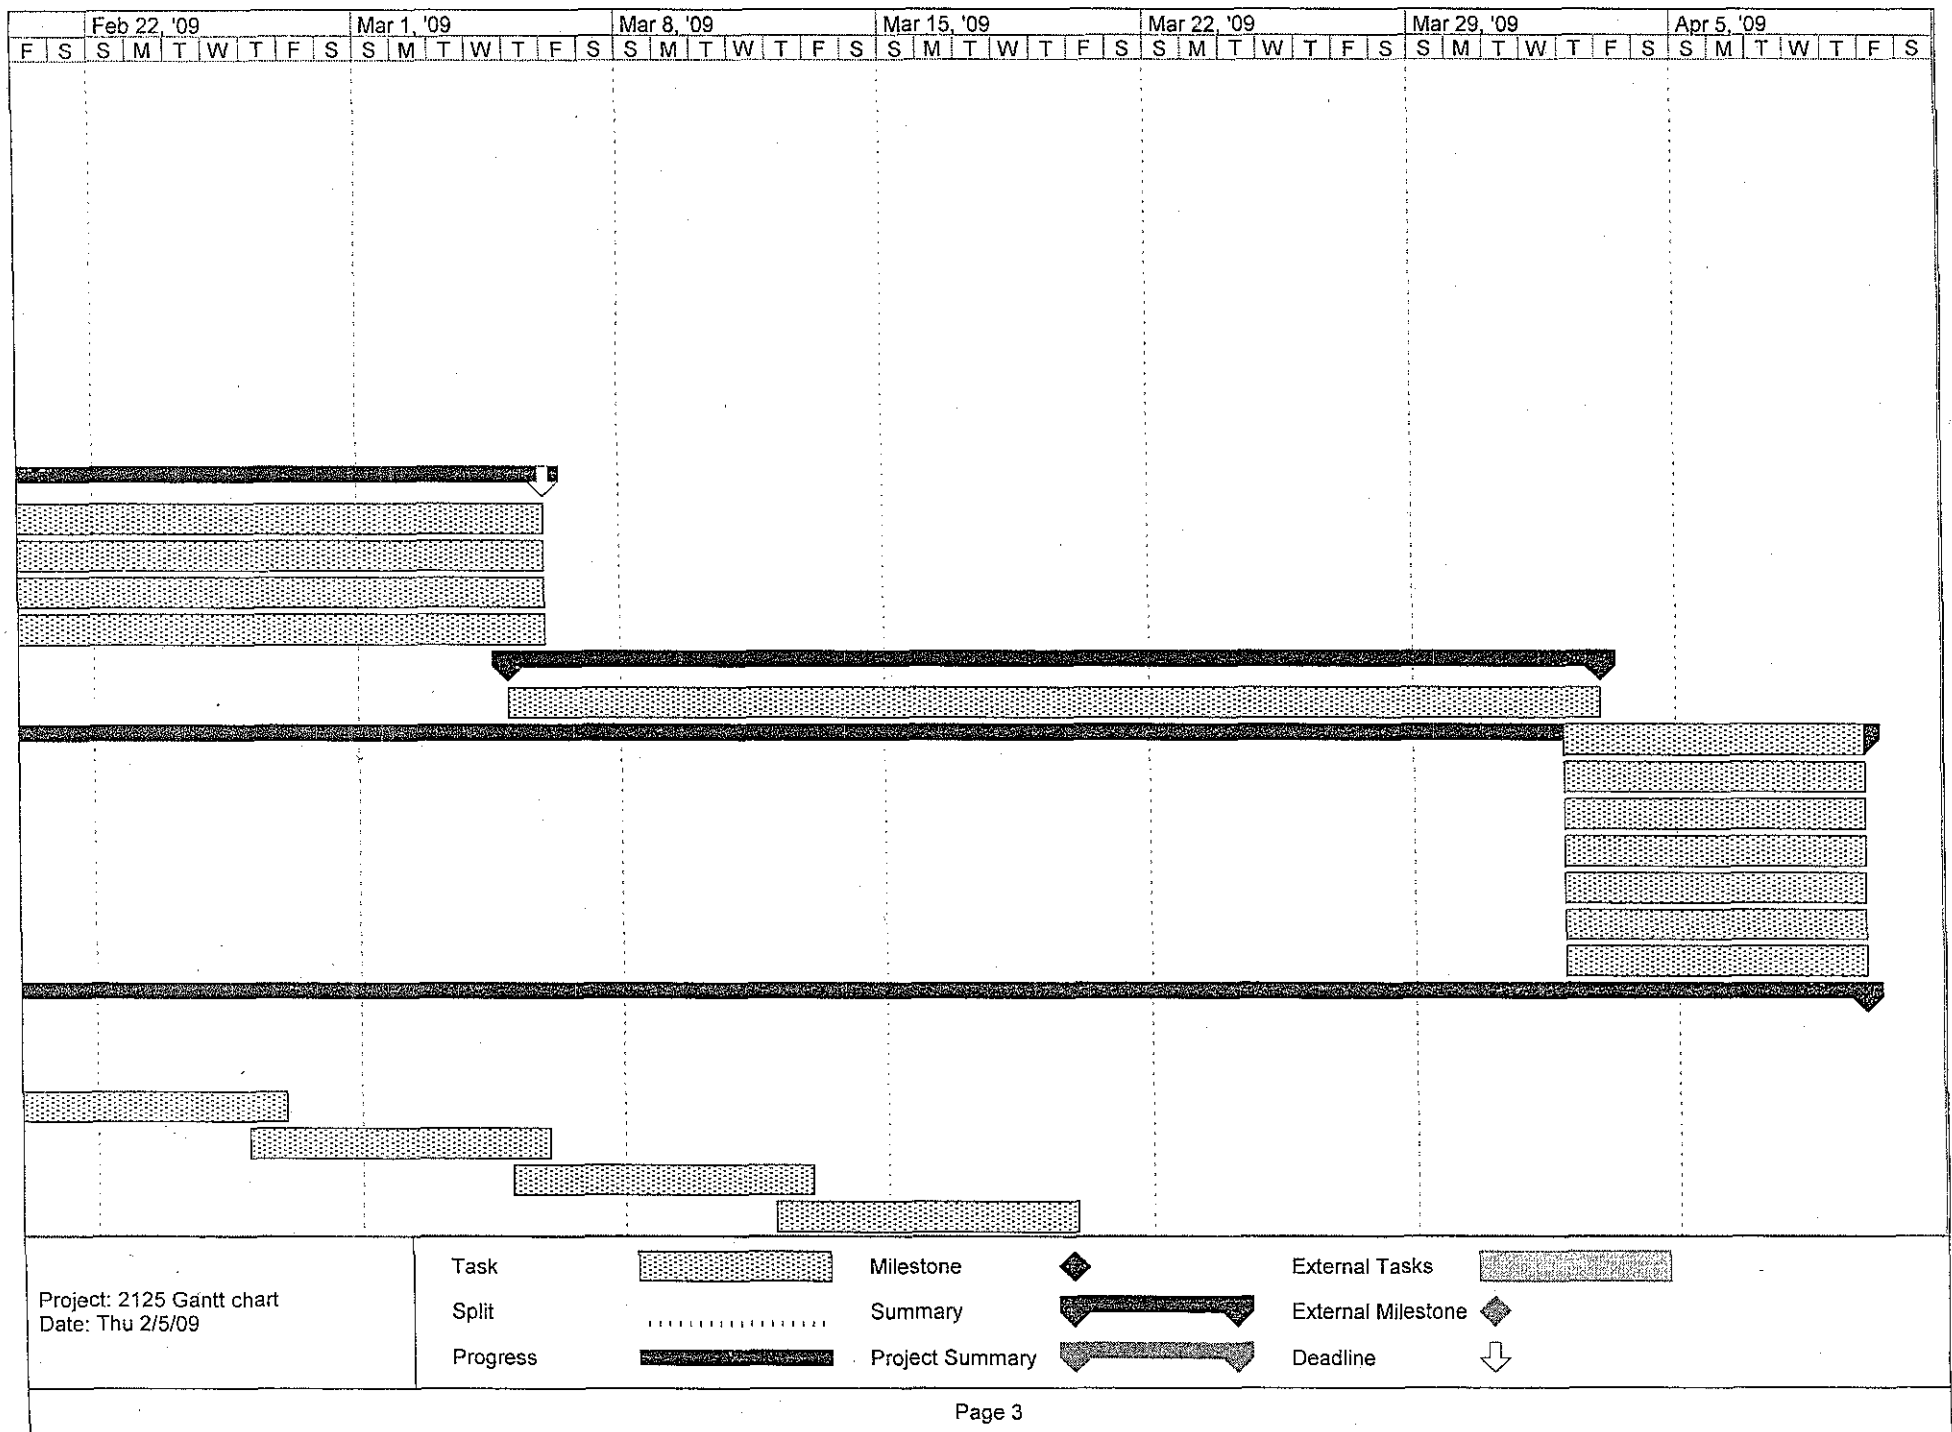 Feb 22, '09 Mar 1, '09 Mar 8, '09 Mar 15, '09 Mar 22, '09 Mar 29, '09 Apr 5, '09
F S S M T W T F S S M T W T F S S M T W T F S S M T W T F S S M T W T F S S M T W T F S S M T W T F S
Task Milestone External Tasks
Project: 2125 Gantt chart
Date: Thu 2/5/09
Split Summary External Milestone
Progress Project Summary Deadline
Page 3